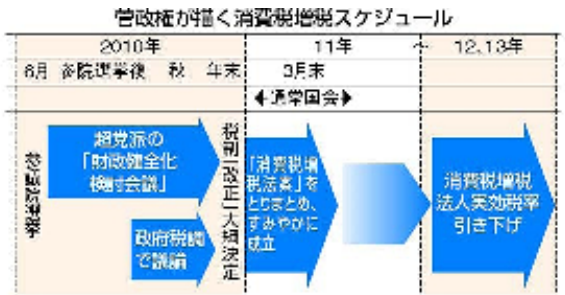 菅政権が描く消費税増税スケジュール
2010年
11年
〜
12、13年
6月
参院選挙後
秋
年末
3月末
通常国会
超党派の
「財政健全化
検討会議」
政府税調
で議論
税制改正大綱決定
「消費税増
税法案」を
とりまとめ、
すみやかに
成立
消費税増税
法人実効税率
引き下げ